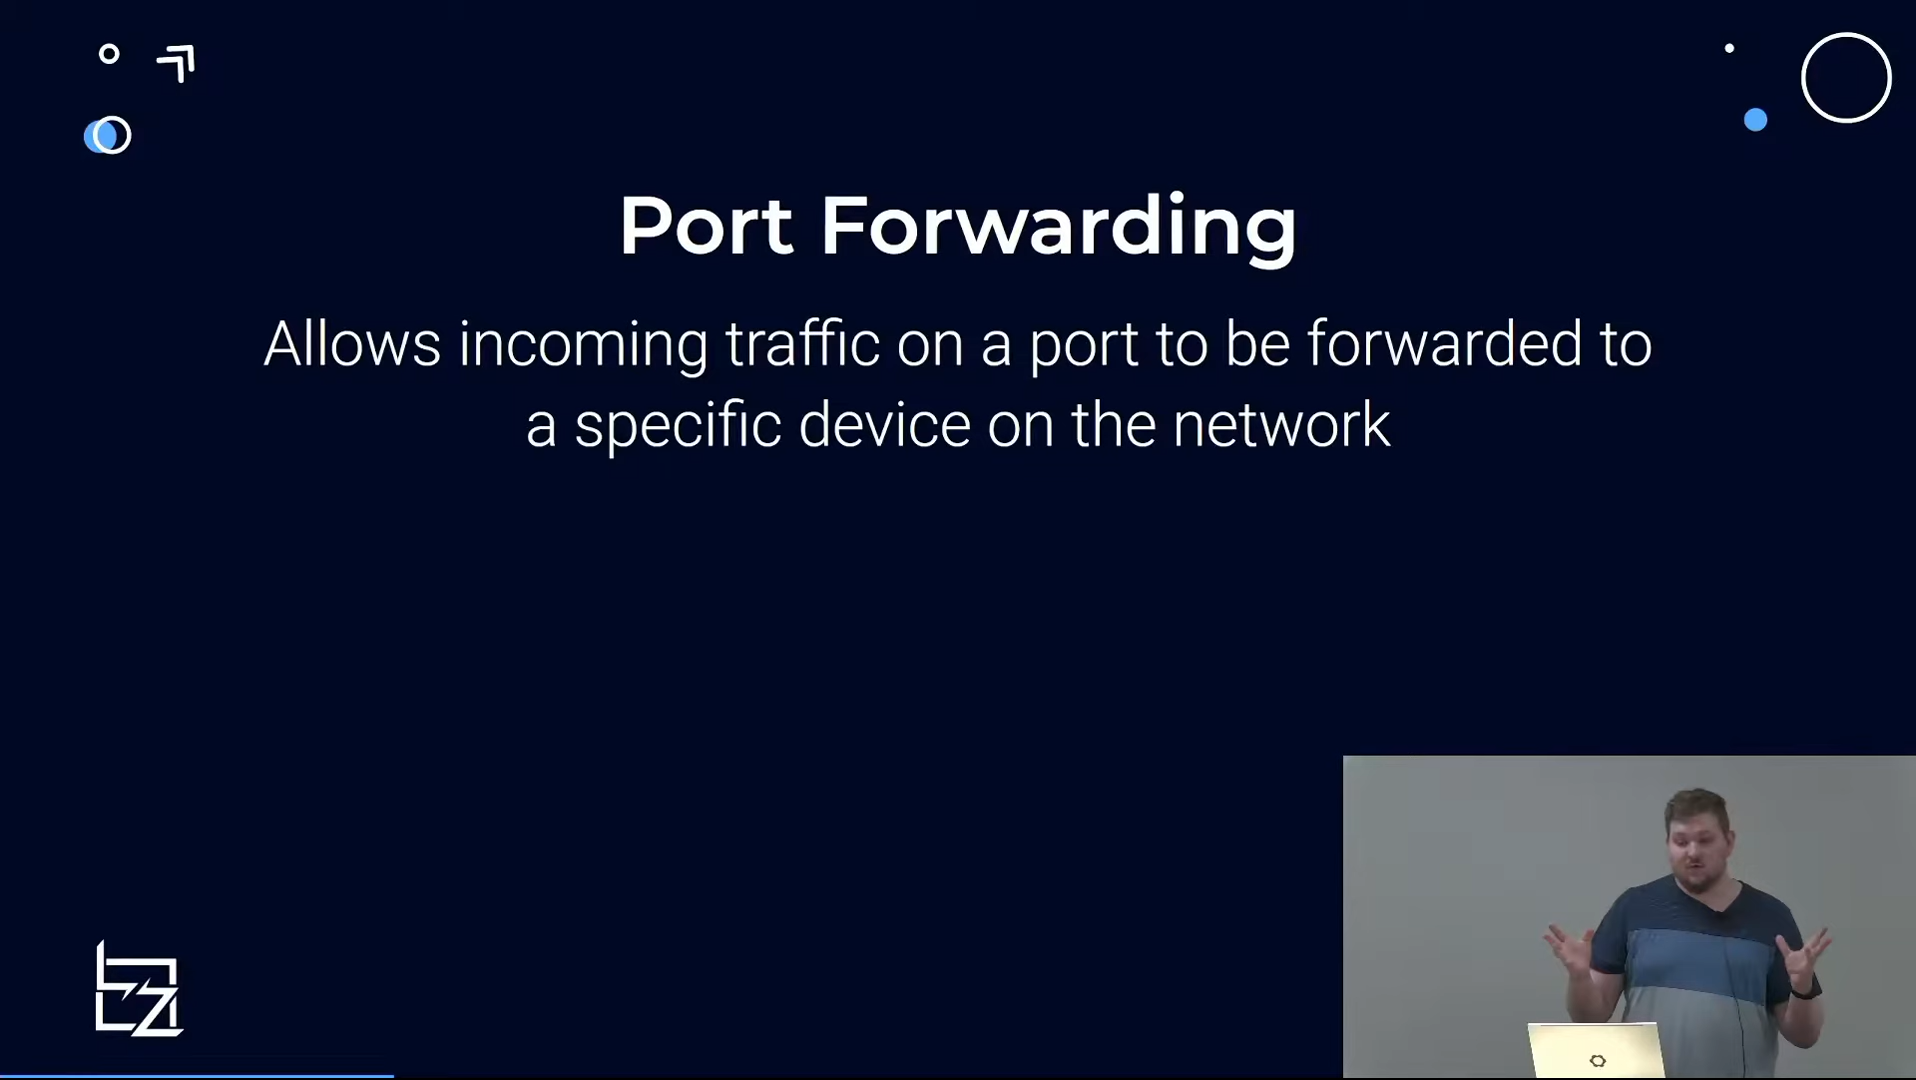 Port Forwarding
Allows incoming traffic on a port to be forwarded to
a specific device on the network